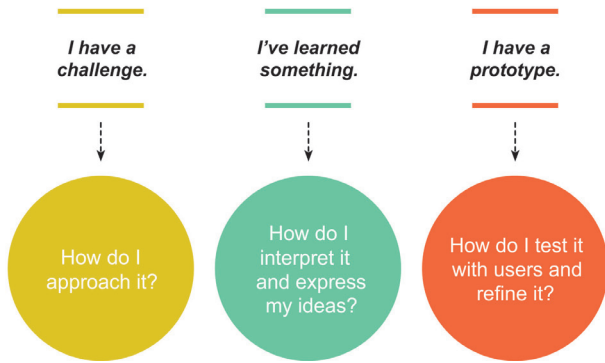 I have a
challenge.
I've learned
something.
I have a
prototype.
How do I
approach it?
How do I
interpret it
and express
my ideas?
How do I test it
with users and
refine it?